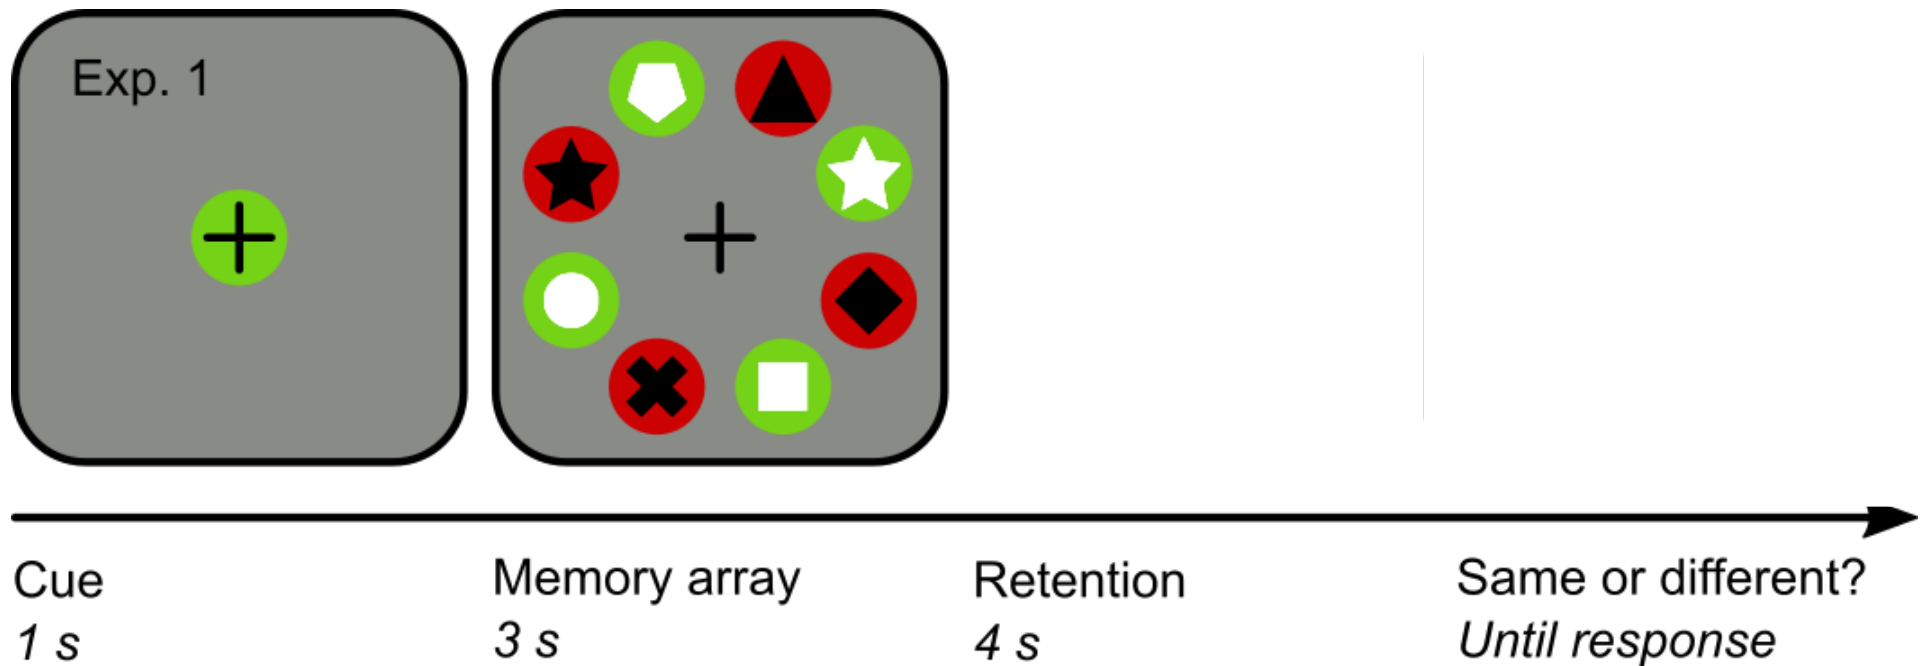 Exp. 1
Cue
1 s
Memory array
3 s
Retention
4 s
Same or different?
Until response